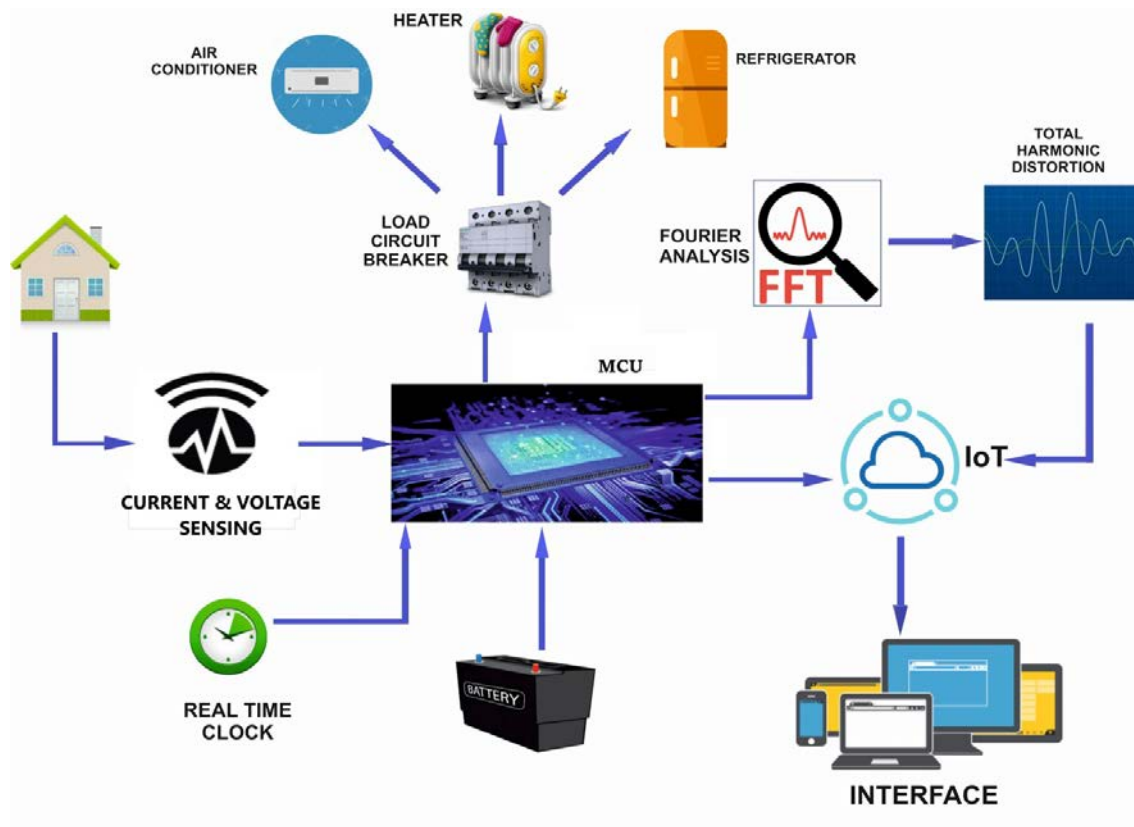 HEATER
AIR
CONDITIONER
REFRIGERATOR
TOTAL
HARMONIC
DISTORTION
LOAD
CIRCUIT
BREAKER
FOURIER
ANALYSIS
FFT
MCU
IoT
CURRENT & VOLTAGE
SENSING
REAL TIME
CLOCK
BATTERY
INTERFACE